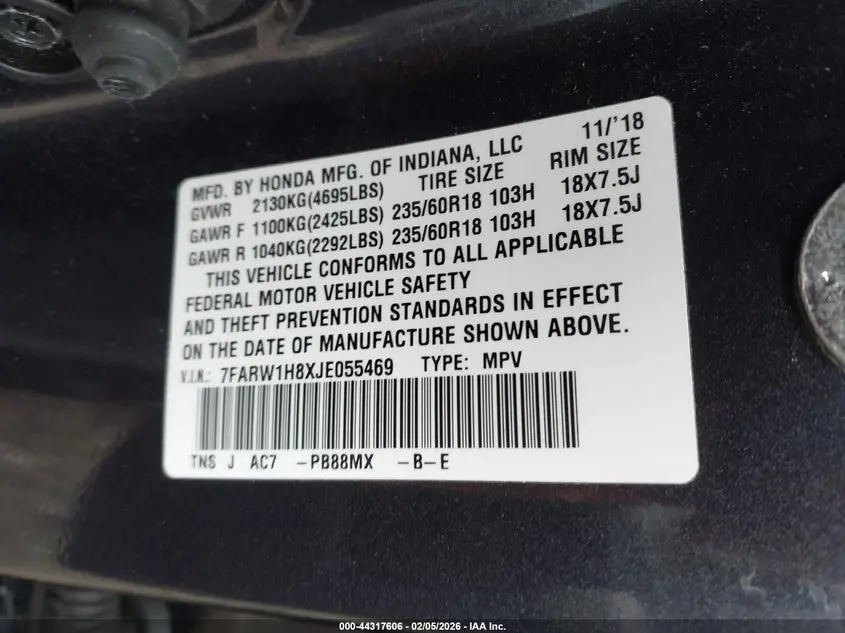 MFD. BY HONDA MFG. OF INDIANA, LLC 11/'18
GVWR 2130KG(4695LBS) TIRE SIZE RIM SIZE
GAWR F 1100KG(2425LBS) 235/60R18 103H 18X7.5J
GAWR R 1040KG(2292LBS) 235/60R18 103H 18X7.5J
THIS VEHICLE CONFORMS TO ALL APPLICABLE
FEDERAL MOTOR VEHICLE SAFETY
AND THEFT PREVENTION STANDARDS IN EFFECT
ON THE DATE OF MANUFACTURE SHOWN ABOVE.
V.I.N.: 7FARW1H8XJE055469 TYPE: MPV
TNS J AC7 -PB88MX -B-E
000-44317606 - 02/05/2026 - IAA Inc.